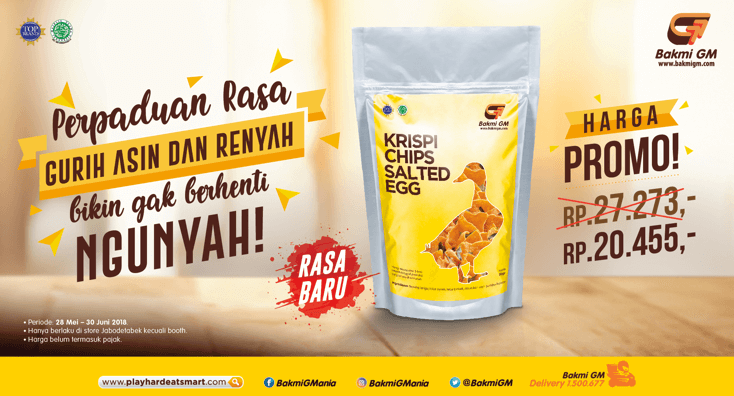 TOP BRAND
Bakmi GM
www.bakmigm.com
Perpaduan Rasa
GURIH ASIN DAN RENYAH
bikin gak berhenti
NGUNYAH!
Bakmi GM
KRISPI
CHIPS
SALTED
EGG
RASA
BARU
HARGA
PROMO!
RP.27.273,-
RP.20.455,-
• Periode: 28 Mei – 30 Juni 2018.
• Hanya berlaku di store Jabodetabek kecuali booth.
• Harga belum termasuk pajak.
www.playhardeatsmart.com
BakmiGMania
BakmiGMania
@BakmiGM
Bakmi GM
Delivery 1.500.677